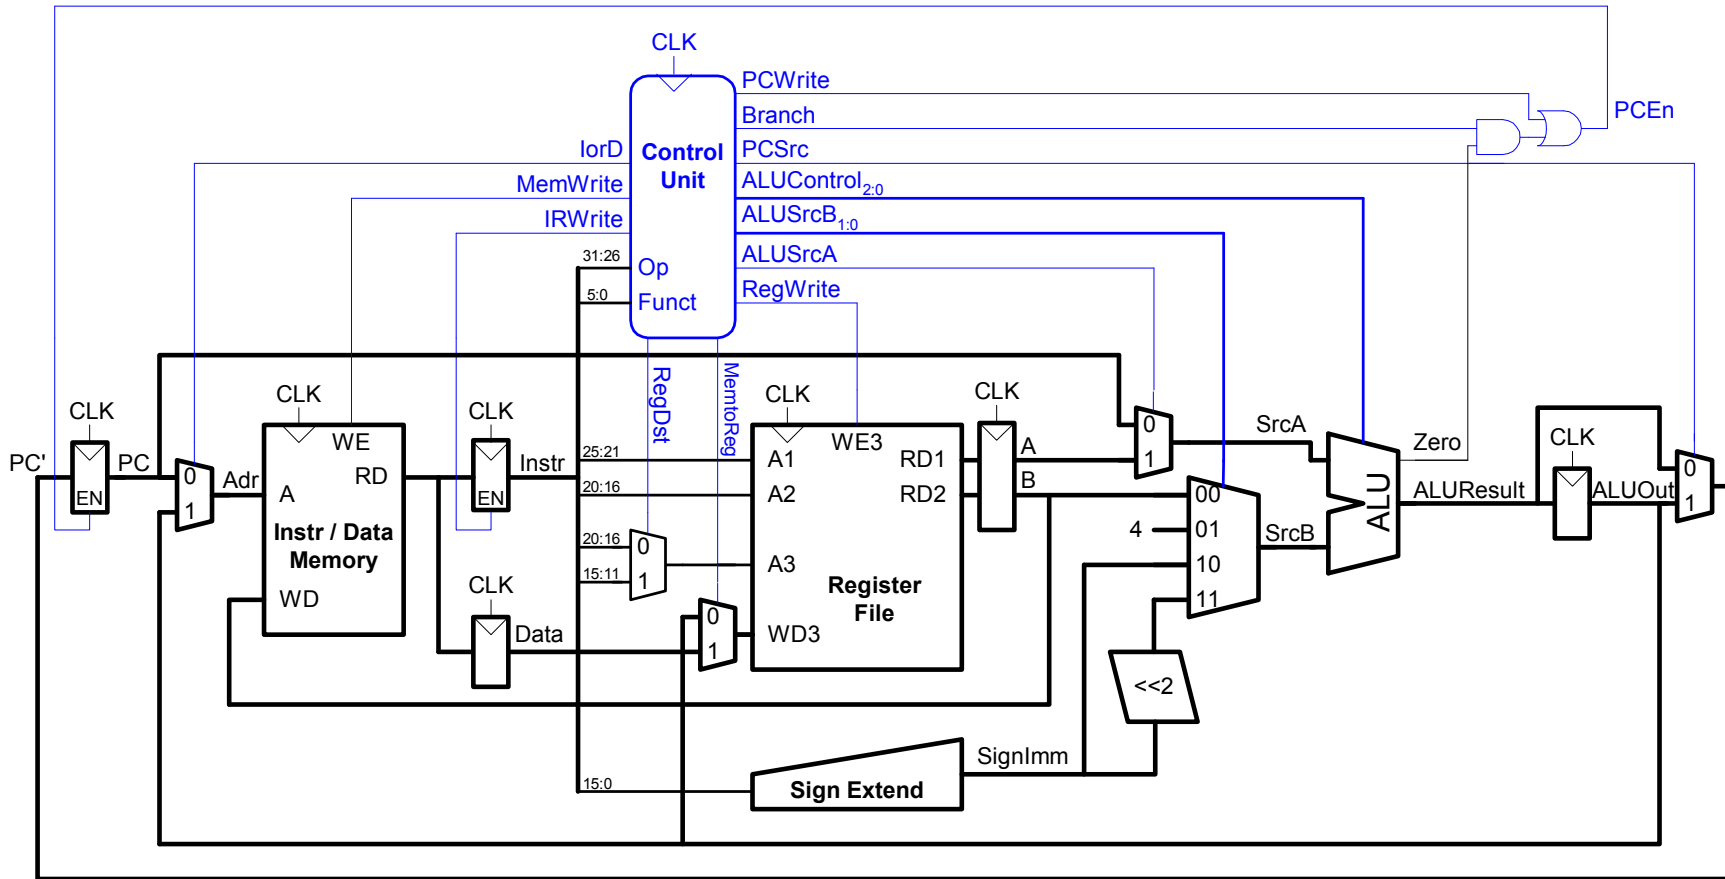 CLK
PCWrite
Branch
PCEn
IorD
Control
Unit
PCSrc
MemWrite
ALUControl2:0
IRWrite
ALUSrcB1:0
31:26
Op
ALUSrcA
5:0
Funct
RegWrite
RegDst
MemtoReg
CLK
CLK
CLK
CLK
CLK
CLK
PC'
EN
PC
0
1
Adr
WE
RD
A
Instr / Data
Memory
WD
EN
Instr
25:21
20:16
20:16
0
15:11
1
CLK
Data
0
1
WE3
A1
RD1
A2
RD2
A3
Register
File
WD3
A
B
0
1
SrcA
00
4
01
10
11
SrcB
<<2
ALU
Zero
ALUResult
ALUOut
0
1
15:0
Sign Extend
SignImm